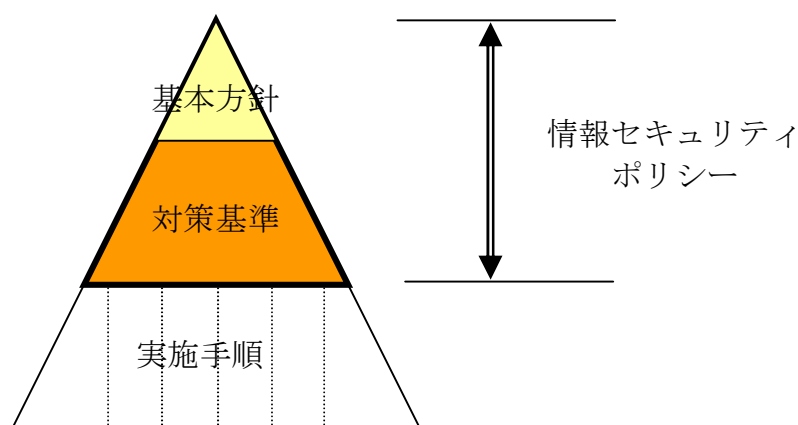 基本方針
対策基準
実施手順
情報セキュリティ
ポリシー